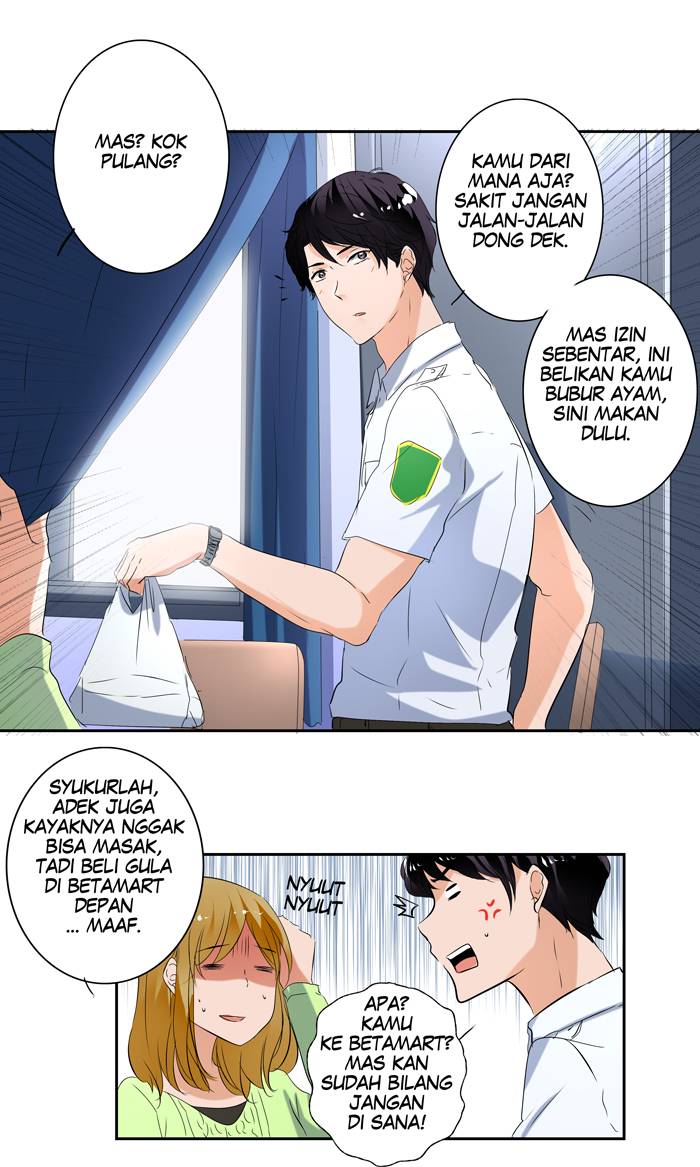 MAS? KOK
PULANG?
KAMU DARI
MANA AJA?
SAKIT JANGAN
JALAN-JALAN
DONG DEK.
MAS IZIN
SEBENTAR, INI
BELIKAN KAMU
BUBUR AYAM,
SINI MAKAN
DULU.
SYUKURLAH,
ADEK JUGA
KAYAKNYA NGGAK
BISA MASAK,
TADI BELI GULA
DI BETAMART
DEPAN
... MAAF.
NYUUT
NYUUT
APA?
KAMU
KE BETAMART?
MAS KAN
SUDAH BILANG
JANGAN
DI SANA!